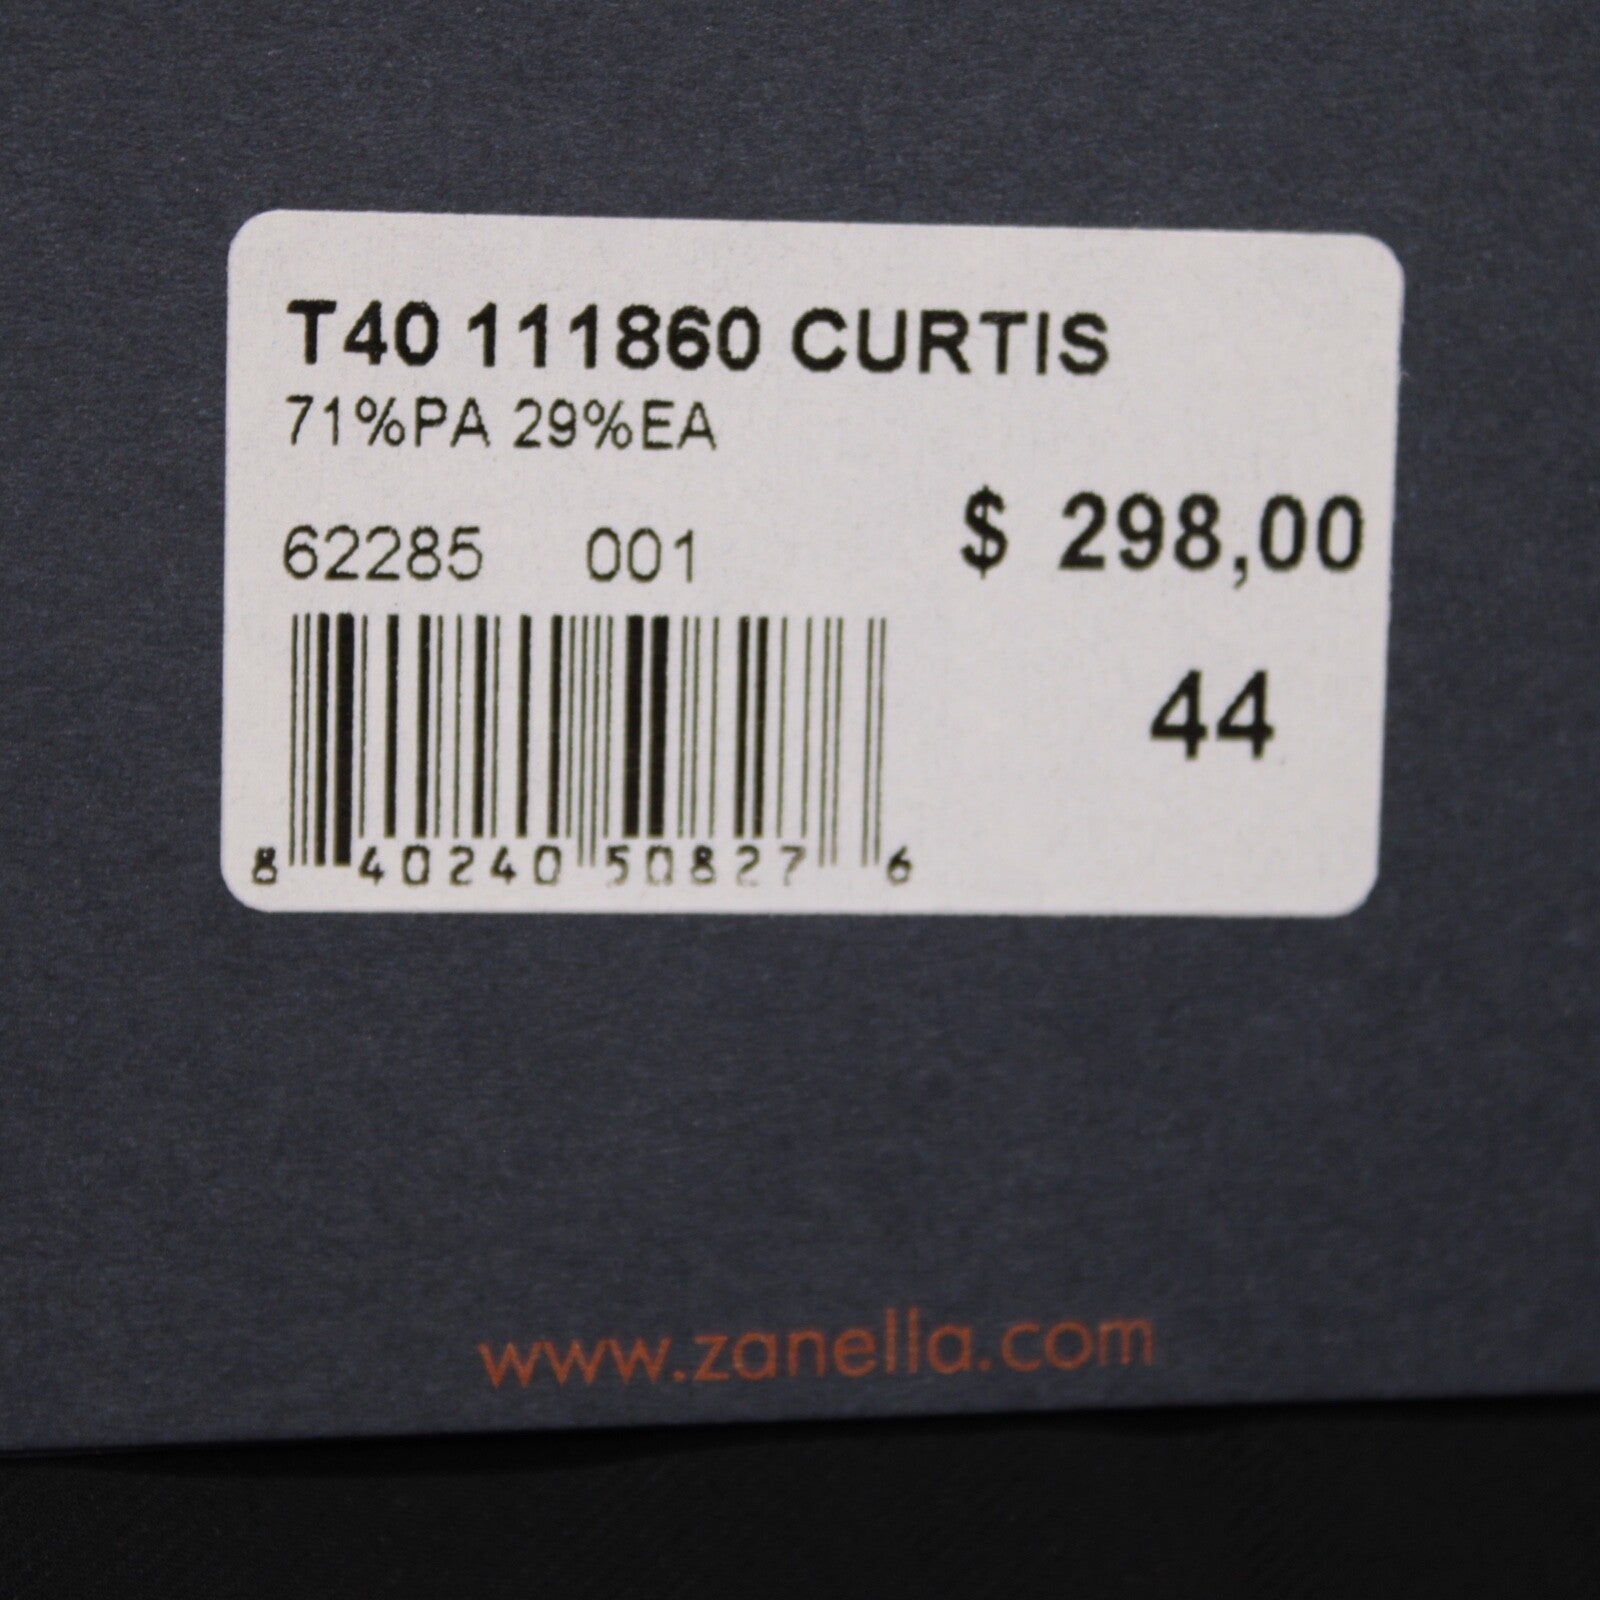 T40 111860 CURTIS
71%PA 29%EA
62285 001
$ 298,00
44
8 40240 50827 6
www.zanella.com